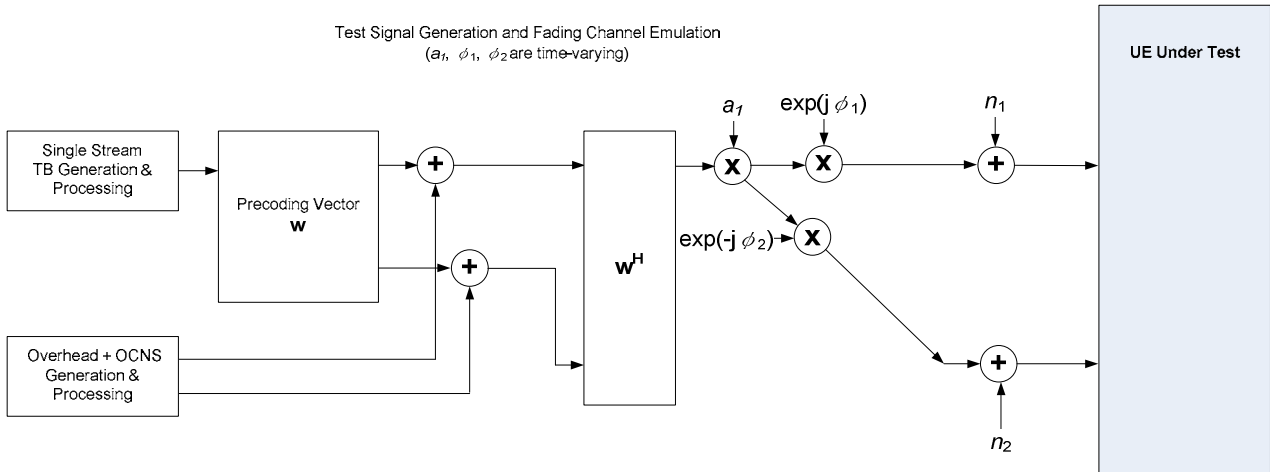 Test Signal Generation and Fading Channel Emulation
(a1, ϕ1, ϕ2 are time-varying)
UE Under Test
Single Stream
TB Generation &
Processing
Precoding Vector
w
+
+
wH
a1
x
exp(j ϕ1)
x
exp(-j ϕ2)
x
n1
+
Overhead + OCNS
Generation &
Processing
+
n2